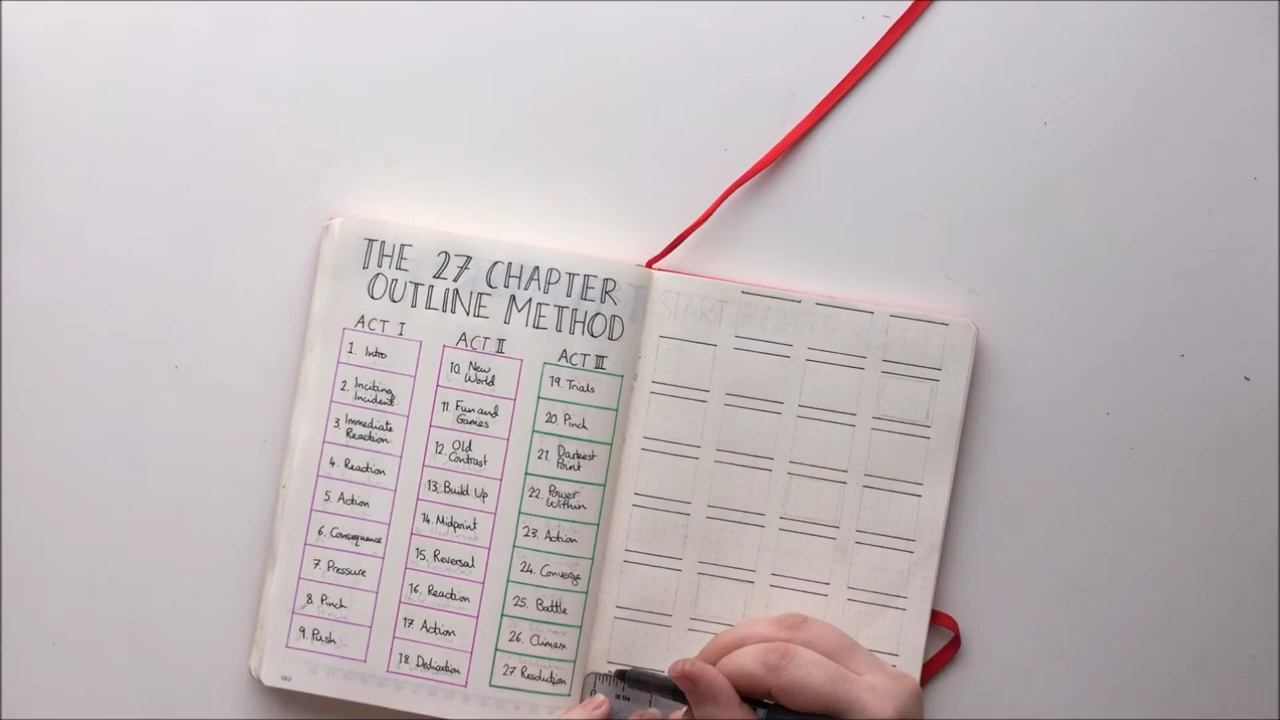 THE 27 CHAPTER
OUTLINE METHOD
ACT I
1. Intro
2. Inciting
Incident
3. Immediate
Reaction
4. Reaction
5. Action
6. Consequence
7. Pressure
8. Pinch
9. Push
ACT II
10. New
World
11. Fun and
Games
12. Old
Contrast
13. Build Up
14. Midpoint
15. Reversal
16. Reaction
17. Action
18. Dedication
ACT III
19. Trials
20. Pinch
21. Darkest
Point
22. Power
Within
23. Action
24. Converge
25. Battle
26. Climax
27. Resolution
182
START